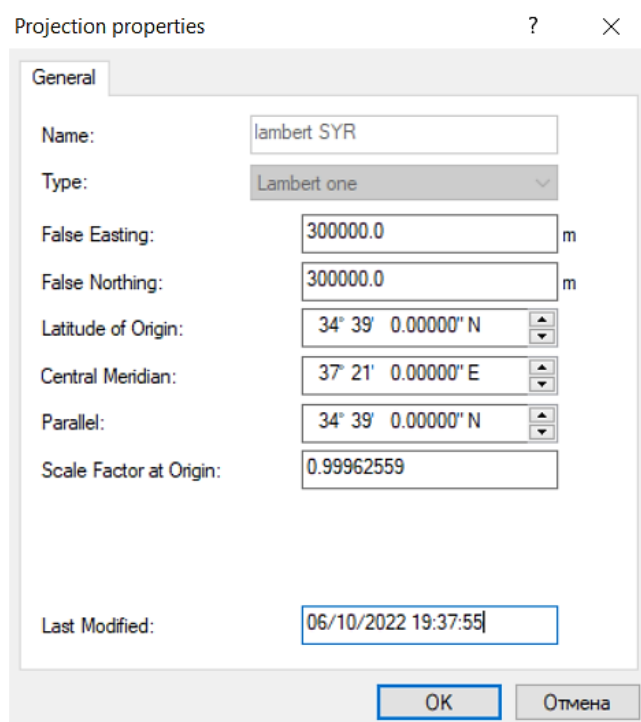 Projection properties ?
General
Name: lambert SYR
Type: Lambert one
False Easting: 300000.0 m
False Northing: 300000.0 m
Latitude of Origin: 34° 39' 0.00000" N
Central Meridian: 37° 21' 0.00000" E
Parallel: 34° 39' 0.00000" N
Scale Factor at Origin: 0.99962559
Last Modified: 06/10/2022 19:37:55
OK Отмена